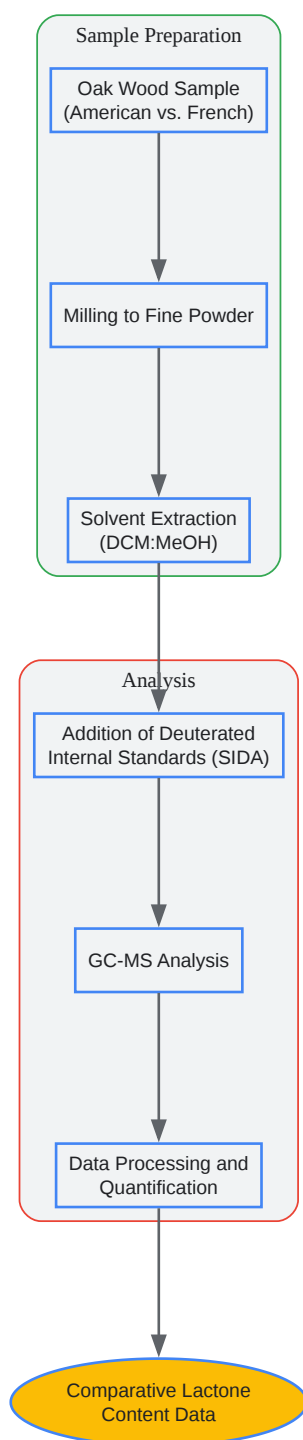 Sample Preparation
Oak Wood Sample
(American vs. French)
Milling to Fine Powder
Solvent Extraction
(DCM:MeOH)
Analysis
Addition of Deuterated
Internal Standards (SIDA)
GC-MS Analysis
Data Processing and
Quantification
Comparative Lactone
Content Data